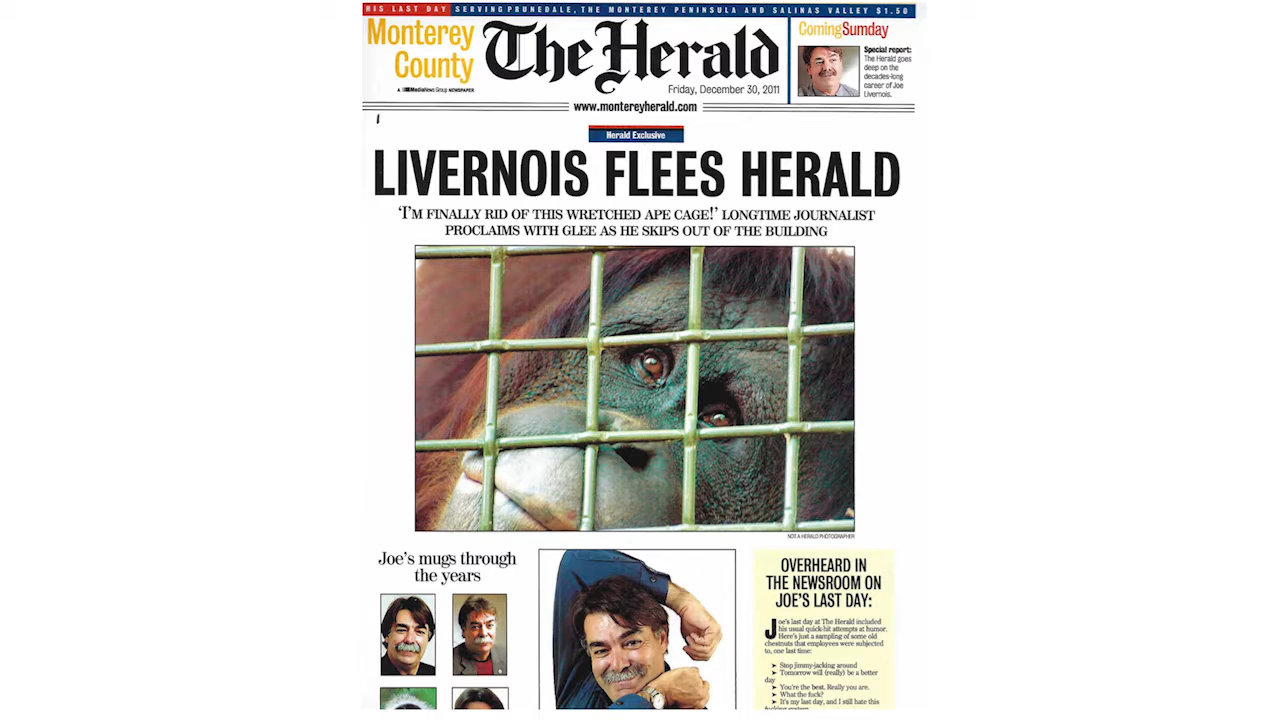 HIS LAST DAY SERVING PRUNEDALE, THE MONTEREY PENINSULA AND SALINAS VALLEY $1.50
Monterey
County
A MediaNews Group NEWSPAPER
The Herald
Friday, December 30, 2011
ComingSumday
Special report:
The Herald goes
deep on the
decades-long
career of Joe
Livernois.
www.montereyherald.com
Herald Exclusive
LIVERNOIS FLEES HERALD
‘I’M FINALLY RID OF THIS WRETCHED APE CAGE!’ LONGTIME JOURNALIST
PROCLAIMS WITH GLEE AS HE SKIPS OUT OF THE BUILDING
NOT A HERALD PHOTOGRAPHER
Joe’s mugs through
the years
OVERHEARD IN
THE NEWSROOM ON
JOE’S LAST DAY:
Joe’s last day at The Herald included
his usual quick-hit attempts at humor.
Here’s just a sampling of some old
chestnuts that employees were subjected
to, one last time:
➤ Stop jimmy-jacking around
➤ Tomorrow will (really) be a better
day
➤ You’re the best. Really you are.
➤ What the fuck?
➤ It’s my last day, and I still hate this
fucking system